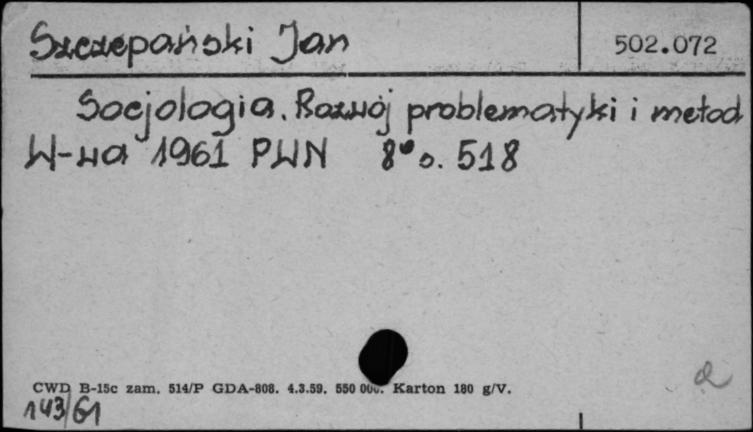 Szczepański Jan 502.072
Socjologia. Rozwój problematyki i metod
W-wa 1961 PWN 8° s. 518
CWD B-15c zam. 514/P GDA-808. 4.3.59. 550 000. Karton 180 g/V.
143/61